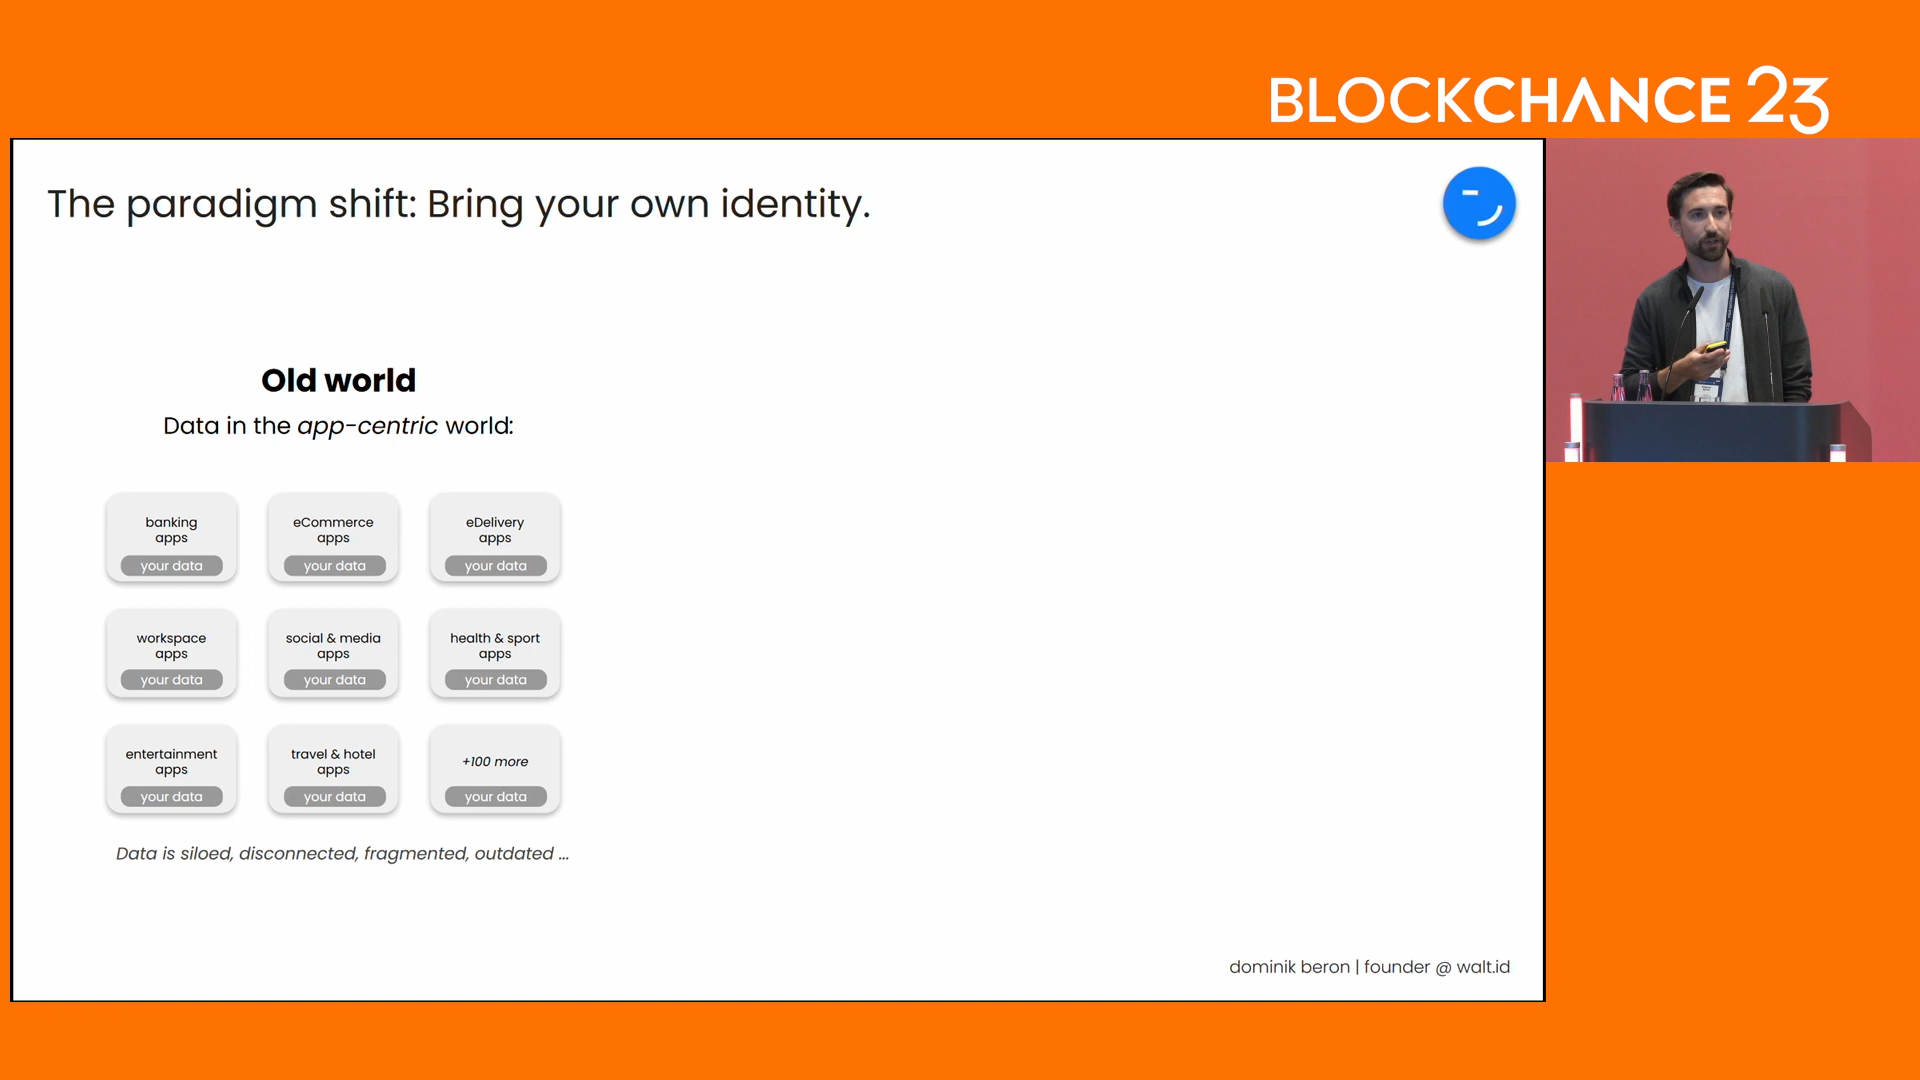 BLOCKCHANCE 23
The paradigm shift: Bring your own identity.
Old world
Data in the app-centric world:
banking
apps
your data
eCommerce
apps
your data
eDelivery
apps
your data
workspace
apps
your data
social & media
apps
your data
health & sport
apps
your data
entertainment
apps
your data
travel & hotel
apps
your data
+100 more
your data
Data is siloed, disconnected, fragmented, outdated ...
dominik beron | founder @ walt.id